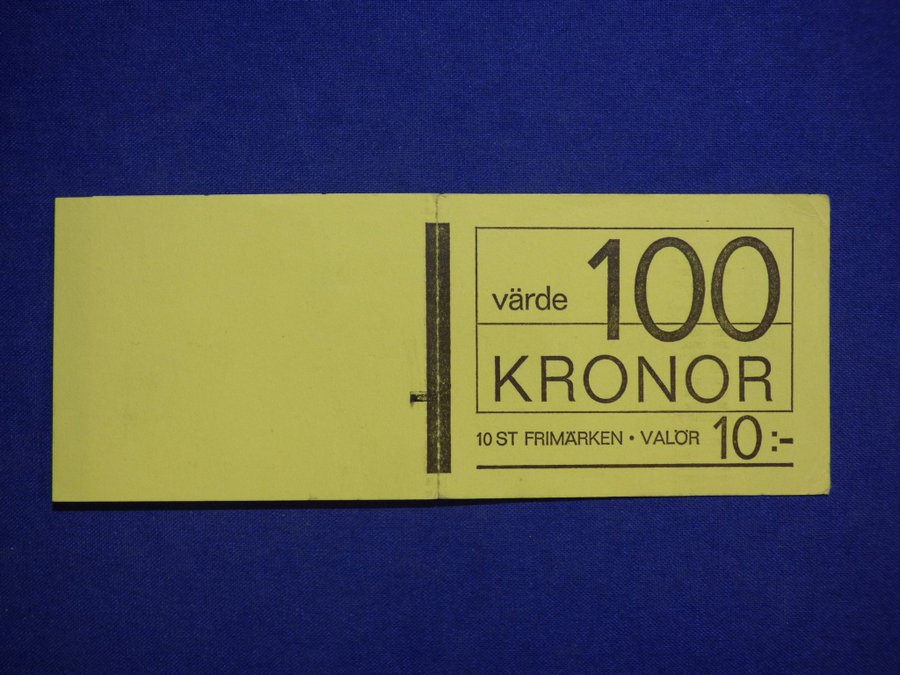 värde 100
KRONOR
10 ST FRIMÄRKEN • VALÖR 10:-